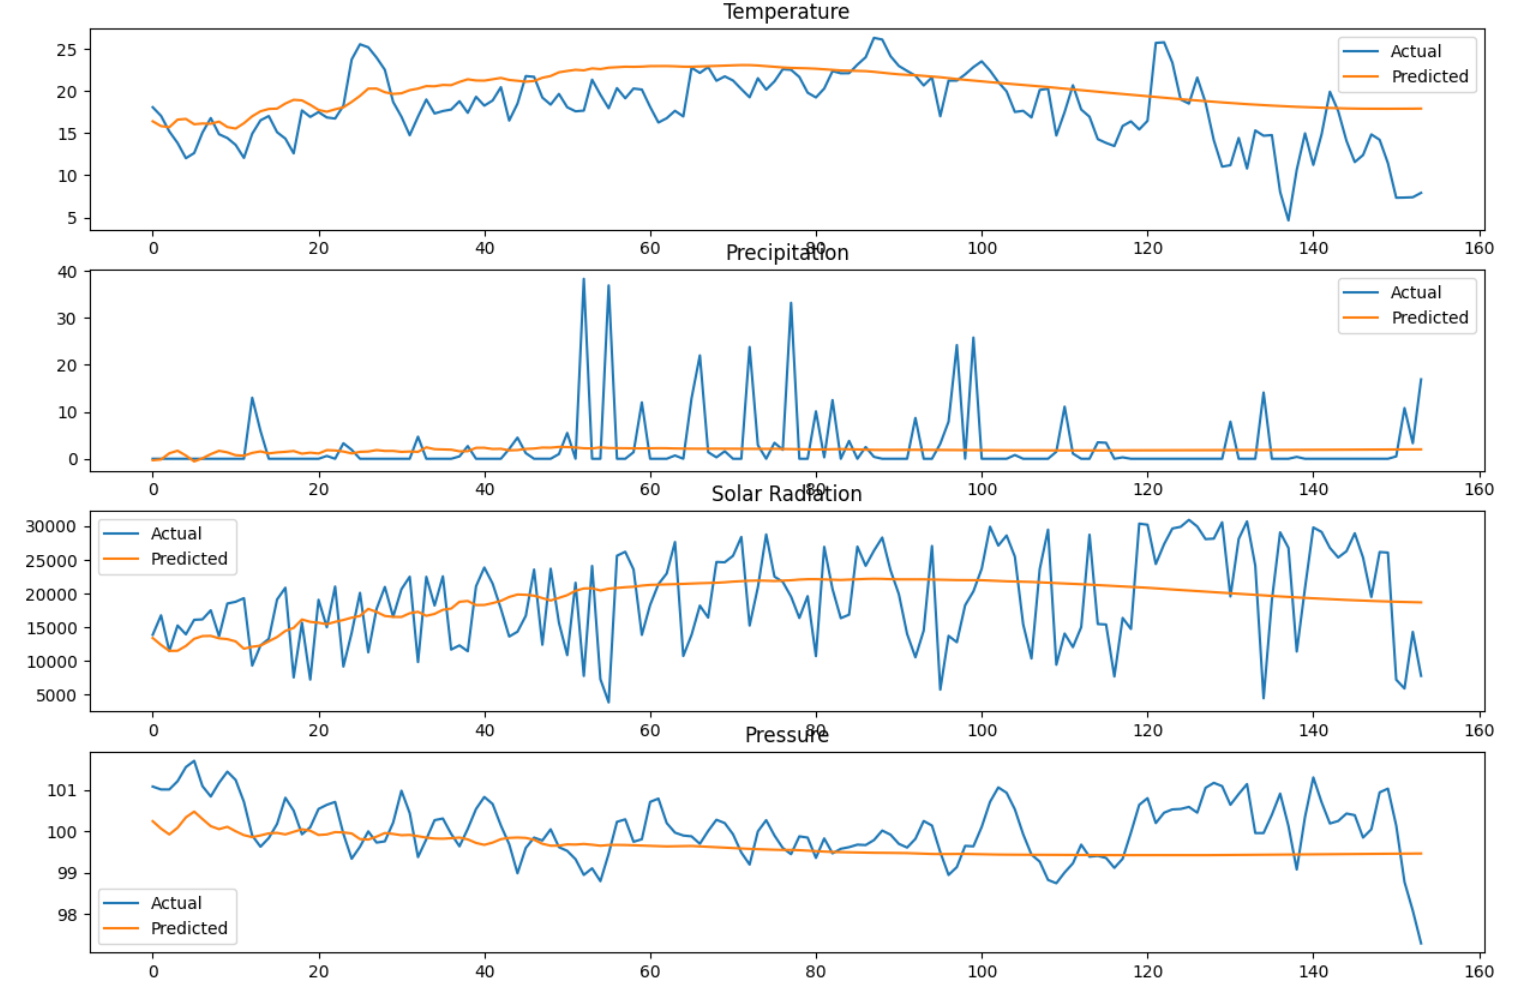 Temperature
25
20
15
10
5
Actual
Predicted
0 20 40 60 80 100 120 140 160
Precipitation
40
30
20
10
0
Actual
Predicted
0 20 40 60 80 100 120 140 160
Solar Radiation
30000
25000
20000
15000
10000
5000
Actual
Predicted
0 20 40 60 80 100 120 140 160
Pressure
101
100
99
98
Actual
Predicted
0 20 40 60 80 100 120 140 160